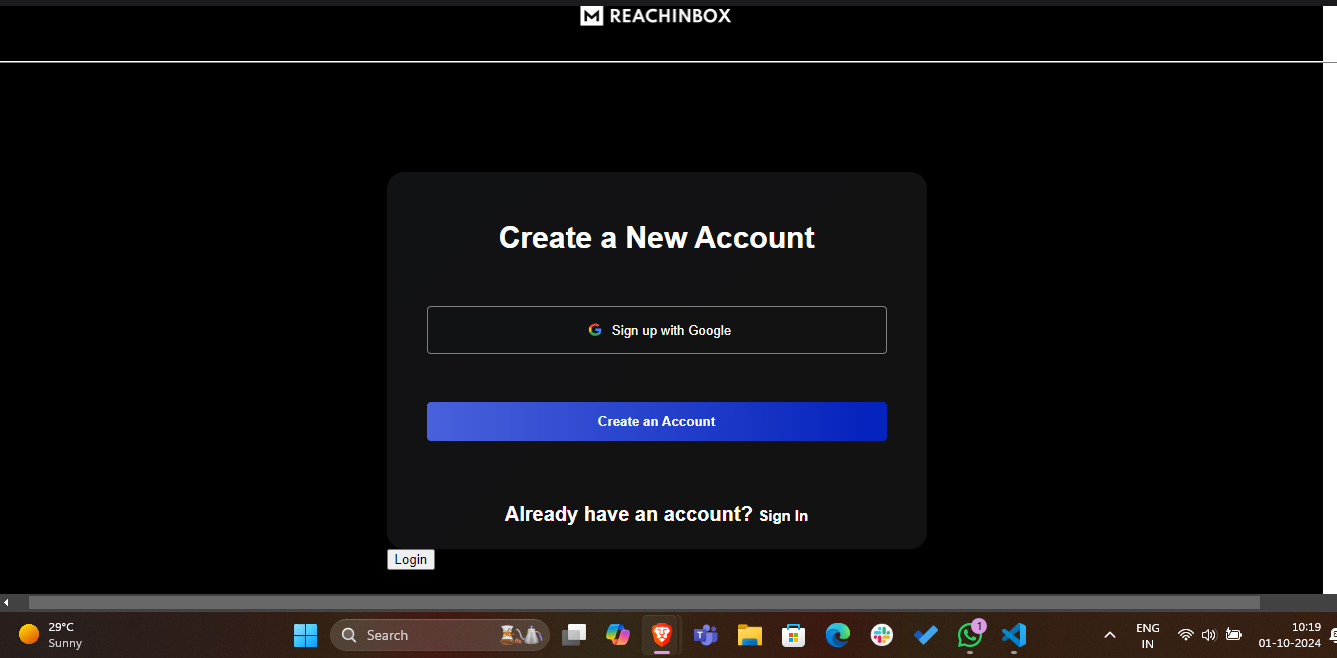 REACHINBOX
Create a New Account
Sign up with Google
Create an Account
Already have an account? Sign In
Login
29°C
Sunny
Search
1
ENG
IN
10:19
01-10-2024